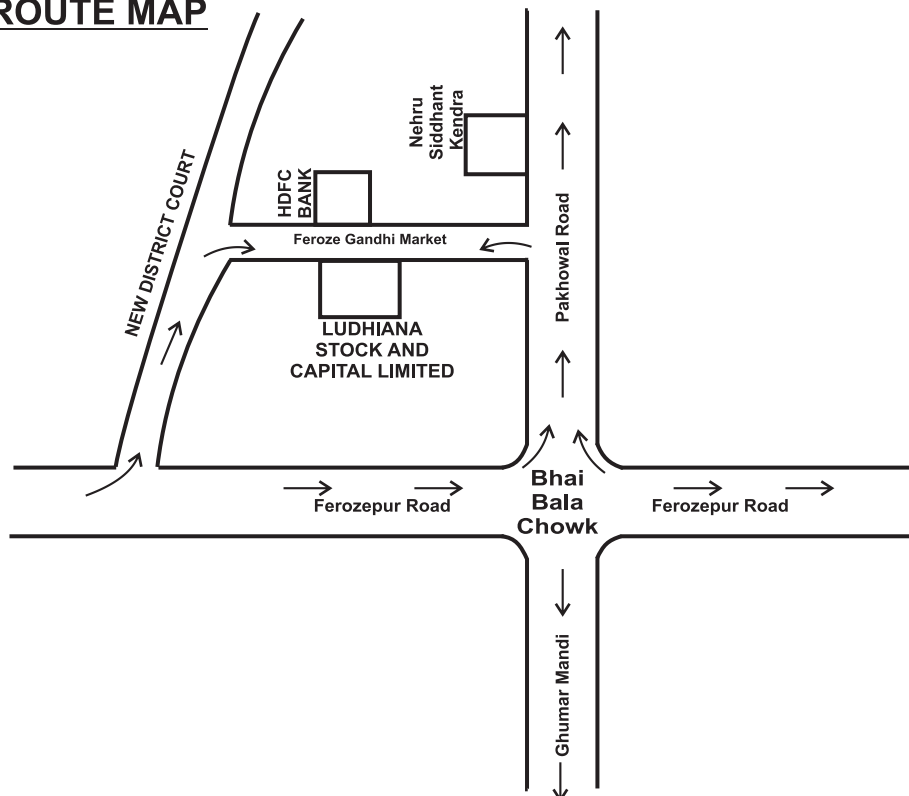 ROUTE MAP
NEW DISTRICT COURT
HDFC
BANK
Nehru
Siddhant
Kendra
Feroze Gandhi Market
Pakhowal Road
LUDHIANA
STOCK AND
CAPITAL LIMITED
Bhai
Bala
Chowk
Ferozepur Road
Ferozepur Road
Ghumar Mandi